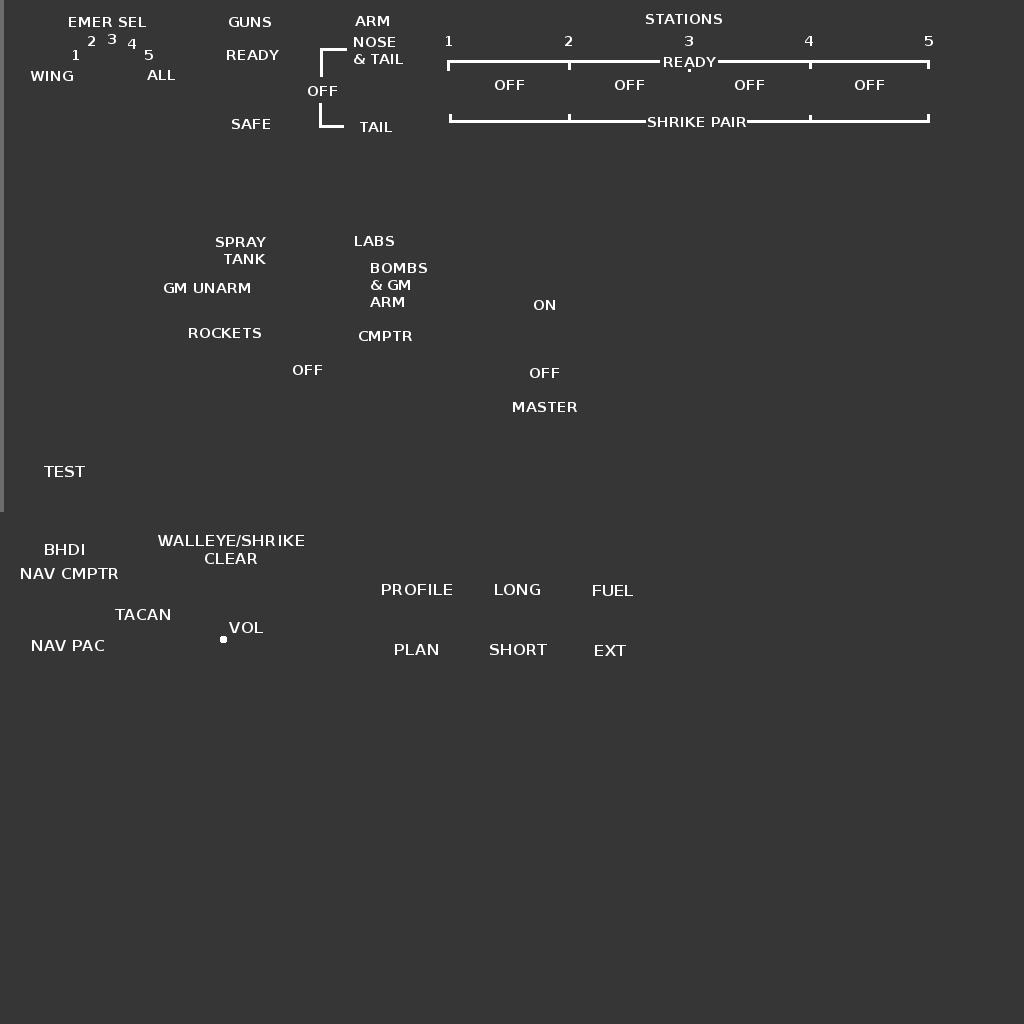 EMER SEL
1 2 3 4 5
WING ALL
GUNS
READY
SAFE
ARM
NOSE
& TAIL
OFF
TAIL
STATIONS
1 2 3 4 5
READY
OFF OFF OFF OFF
SHRIKE PAIR
SPRAY
TANK
LABS
GM UNARM
BOMBS
& GM
ARM
ROCKETS
CMPTR
OFF
ON
OFF
MASTER
TEST
BHDI
NAV CMPTR
TACAN
NAV PAC
WALLEYE/SHRIKE
CLEAR
VOL
PROFILE LONG FUEL
PLAN SHORT EXT